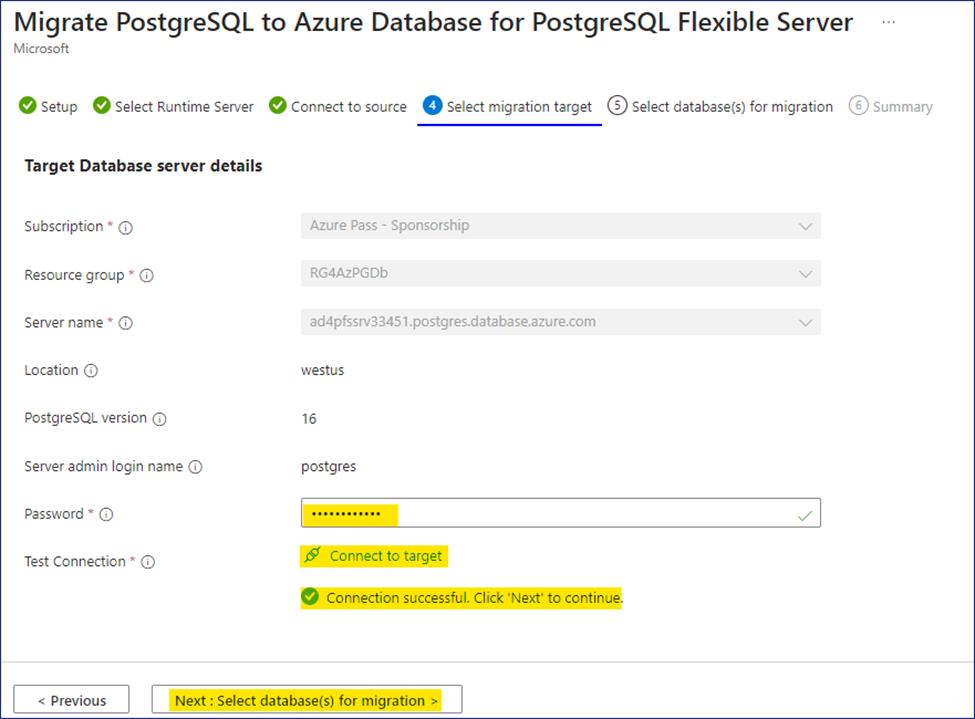 Migrate PostgreSQL to Azure Database for PostgreSQL Flexible Server ...
Microsoft
Setup Select Runtime Server Connect to source 4 Select migration target 5 Select database(s) for migration 6 Summary
Target Database server details
Subscription * Azure Pass - Sponsorship
Resource group * RG4AzPGDb
Server name * ad4pfssrv33451.postgres.database.azure.com
Location westus
PostgreSQL version 16
Server admin login name postgres
Password * ••••••••••••
Test Connection * Connect to target
Connection successful. Click 'Next' to continue.
< Previous Next : Select database(s) for migration >